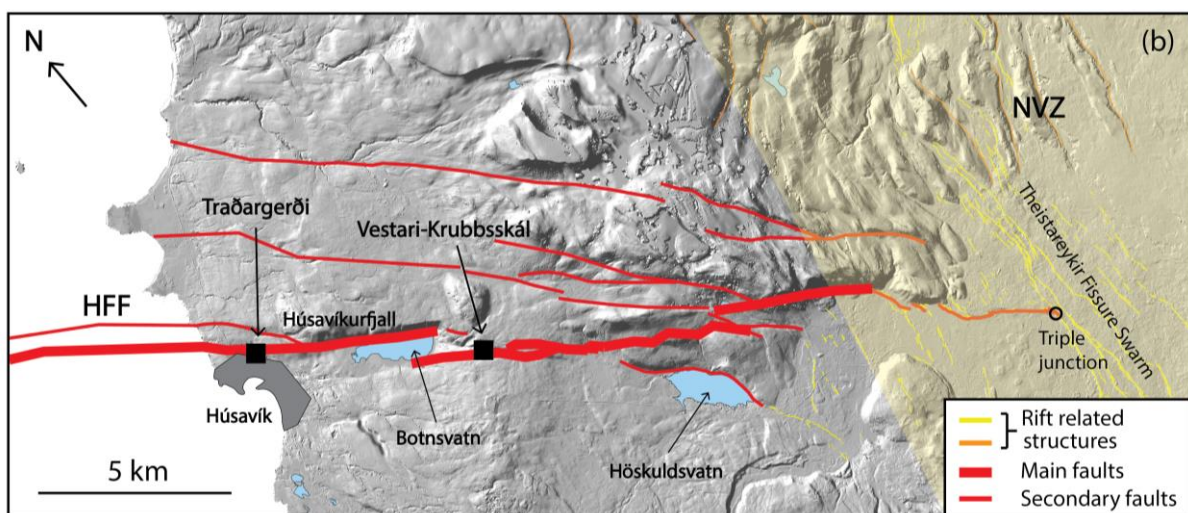 (b)
N
NVZ
Traðargerði
Vestari-Krubbsskál
Theistareykir Fissure Swarm
HFF
Húsavíkurfjall
Triple
junction
Húsavík
Botnsvatn
Höskuldsvatn
5 km
Rift related
structures
Main faults
Secondary faults